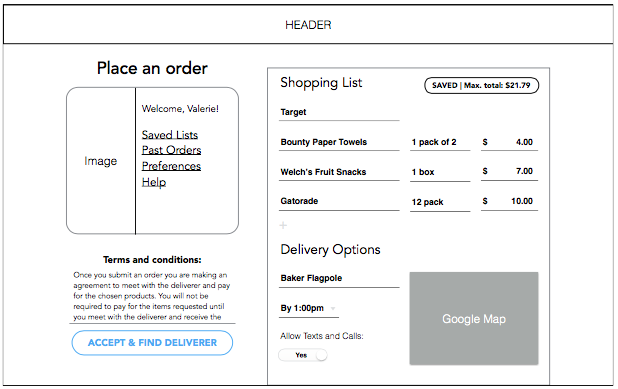 HEADER
Place an order
Image
Welcome, Valerie!
Saved Lists
Past Orders
Preferences
Help
Terms and conditions:
Once you submit an order you are making an
agreement to meet with the deliverer and pay
for the chosen products. You will not be
required to pay for the items requested until
you meet with the deliverer and receive the
ACCEPT & FIND DELIVERER
Shopping List
SAVED | Max. total: $21.79
Target
Bounty Paper Towels 1 pack of 2 $ 4.00
Welch's Fruit Snacks 1 box $ 7.00
Gatorade 12 pack $ 10.00
+
Delivery Options
Baker Flagpole
By 1:00pm
Allow Texts and Calls:
Yes
Google Map